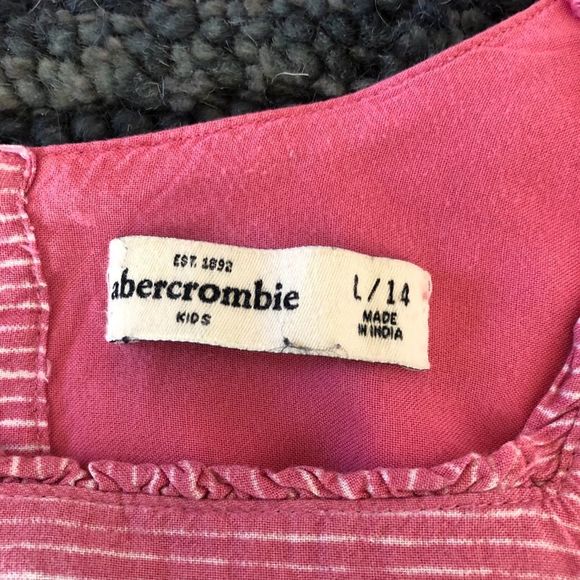 EST. 1892
abercrombie
KIDS
L/14
MADE
IN INDIA